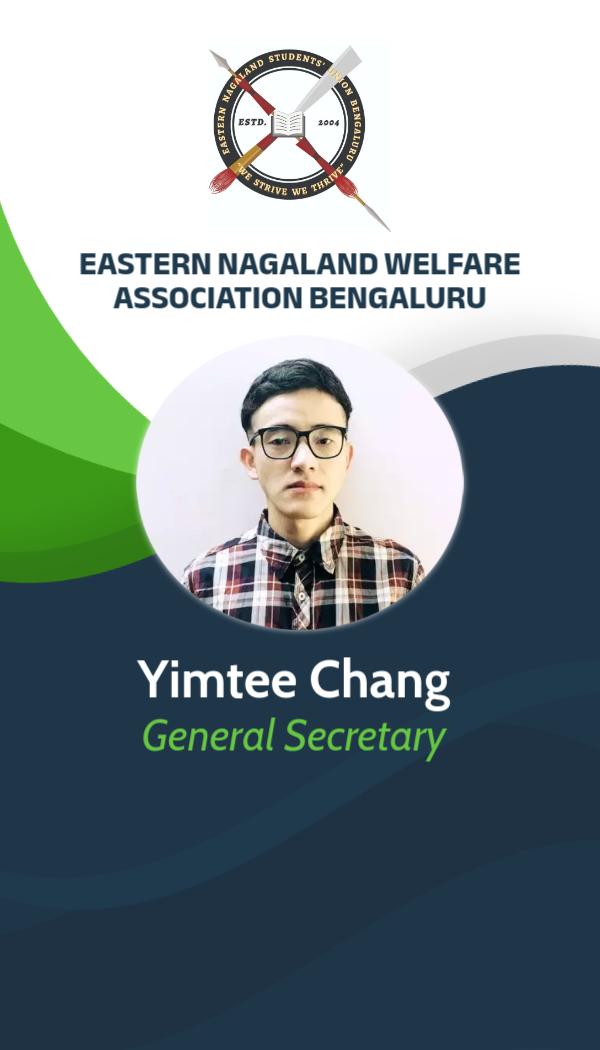 EASTERN NAGALAND STUDENTS' UNION BENGALURU
ESTD. 2004
"WE STRIVE WE THRIVE"
EASTERN NAGALAND WELFARE
ASSOCIATION BENGALURU
Yimtee Chang
General Secretary